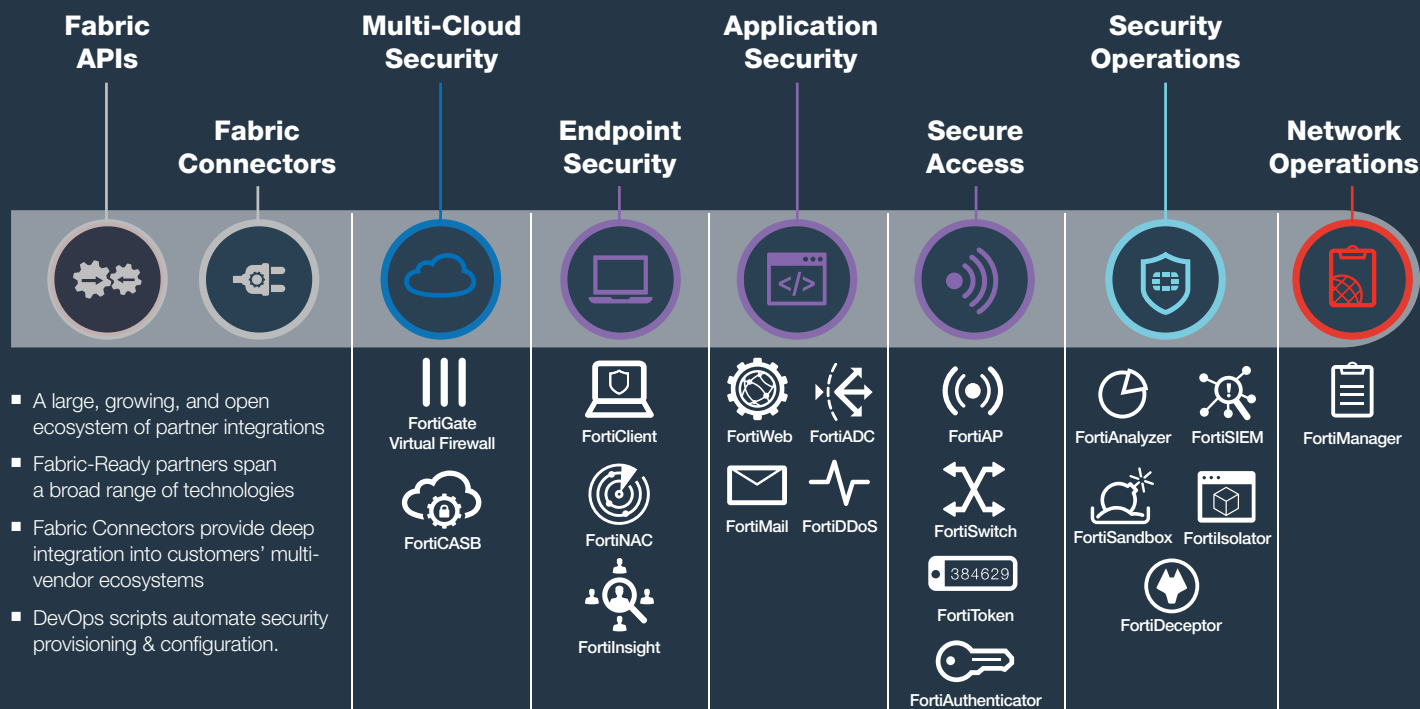 Fabric
APIs
Multi-Cloud
Security
Application
Security
Security
Operations
Fabric
Connectors
Endpoint
Security
Secure
Access
Network
Operations
</>
■ A large, growing, and open
ecosystem of partner integrations
■ Fabric-Ready partners span
a broad range of technologies
■ Fabric Connectors provide deep
integration into customers’ multi-
vendor ecosystems
■ DevOps scripts automate security
provisioning & configuration.
FortiGate
Virtual Firewall
FortiCASB
FortiClient
FortiNAC
FortiInsight
FortiWeb
FortiADC
FortiMail
FortiDDoS
FortiAP
FortiSwitch
384629
FortiToken
FortiAuthenticator
FortiAnalyzer
FortiSIEM
FortiSandbox
FortiIsolator
FortiDeceptor
FortiManager